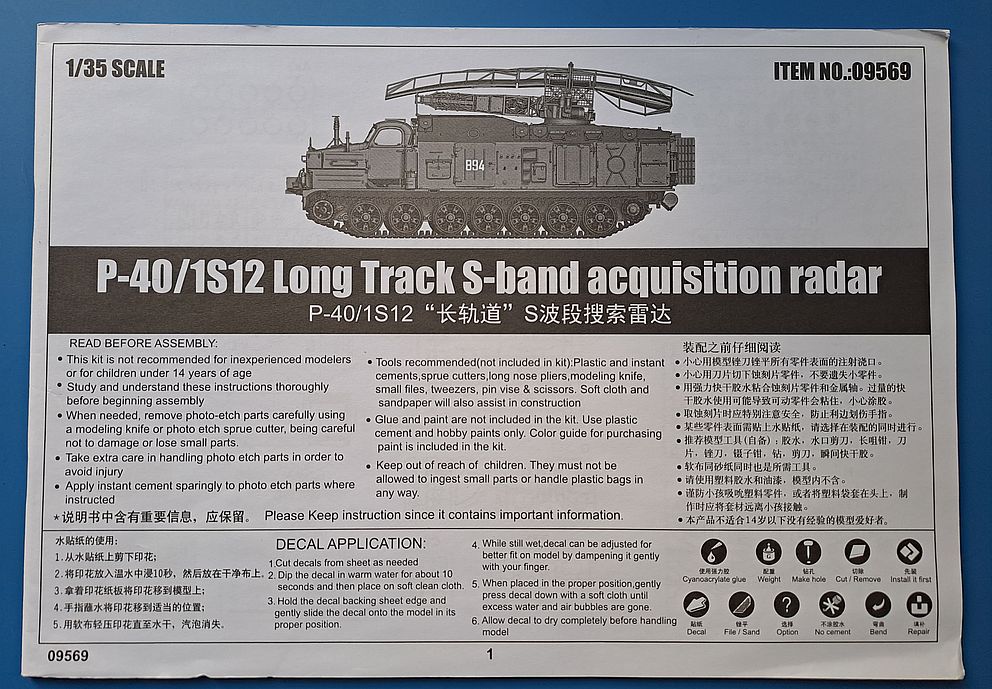 1/35 SCALE
ITEM NO.:09569
894
P-40/1S12 Long Track S-band acquisition radar
P-40/1S12“长轨道”S波段搜索雷达
READ BEFORE ASSEMBLY:
• This kit is not recommended for inexperienced modelers
or for children under 14 years of age
• Study and understand these instructions thoroughly
before beginning assembly
• When needed, remove photo-etch parts carefully using
a modeling knife or photo etch sprue cutter, being careful
not to damage or lose small parts.
• Take extra care in handling photo etch parts in order to
avoid injury
• Apply instant cement sparingly to photo etch parts where
instructed
• Tools recommended(not included in kit):Plastic and instant
cements,sprue cutters,long nose pliers,modeling knife,
small files, tweezers, pin vise & scissors. Soft cloth and
sandpaper will also assist in construction
• Glue and paint are not included in the kit. Use plastic
cement and hobby paints only. Color guide for purchasing
paint is included in the kit.
• Keep out of reach of children. They must not be
allowed to ingest small parts or handle plastic bags in
any way.
装配之前仔细阅读
• 小心用模型锉刀锉平所有零件表面的注射浇口。
• 小心用刀片切下蚀刻片零件，不要遗失小零件。
• 用强力快干胶水粘合蚀刻片零件和金属轴。过量的快
干胶水使用可能导致可动零件会粘住，小心涂胶。
• 取蚀刻片时应特别注意安全，防止利边划伤手指。
• 某些零件表面需贴上水贴纸，请选择在装配的同时进行。
• 推荐模型工具(自备)：胶水，水口剪刀，长咀钳，刀
片，锉刀，镊子钳，钻，剪刀，瞬间快干胶。
• 软布同砂纸同时也是所需工具。
• 请使用塑料胶水和油漆，模型内不含。
• 谨防小孩吸吮塑料零件，或者将塑料袋套在头上，制
作时应将套材远离小孩接触。
• 本产品不适合14岁以下没有经验的模型爱好者。
★说明书中含有重要信息，应保留。 Please Keep instruction since it contains important information.
水贴纸的使用：
1.从水贴纸上剪下印花；
2.将印花放入温水中浸10秒，然后放在干净布上。
3.拿着印花纸板将印花移到模型上；
4.手指蘸水将印花移到适当的位置；
5.用软布轻压印花直至水干，汽泡消失。
DECAL APPLICATION:
1.Cut decals from sheet as needed
2. Dip the decal in warm water for about 10
seconds and then place on soft clean cloth.
3. Hold the decal backing sheet edge and
gently slide the decal onto the model in its
proper position.
4. While still wet,decal can be adjusted for
better fit on model by dampening it gently
with your finger.
5. When placed in the proper position,gently
press decal down with a soft cloth until
excess water and air bubbles are gone.
6. Allow decal to dry completely before handling
model
使用强力胶
Cyanoacrylate glue
配重
Weight
钻孔
Make hole
切除
Cut / Remove
先装
Install it first
贴纸
Decal
锉平
File / Sand
?
选择
Option
不涂胶水
No cement
弯曲
Bend
填补
Repair
09569
1